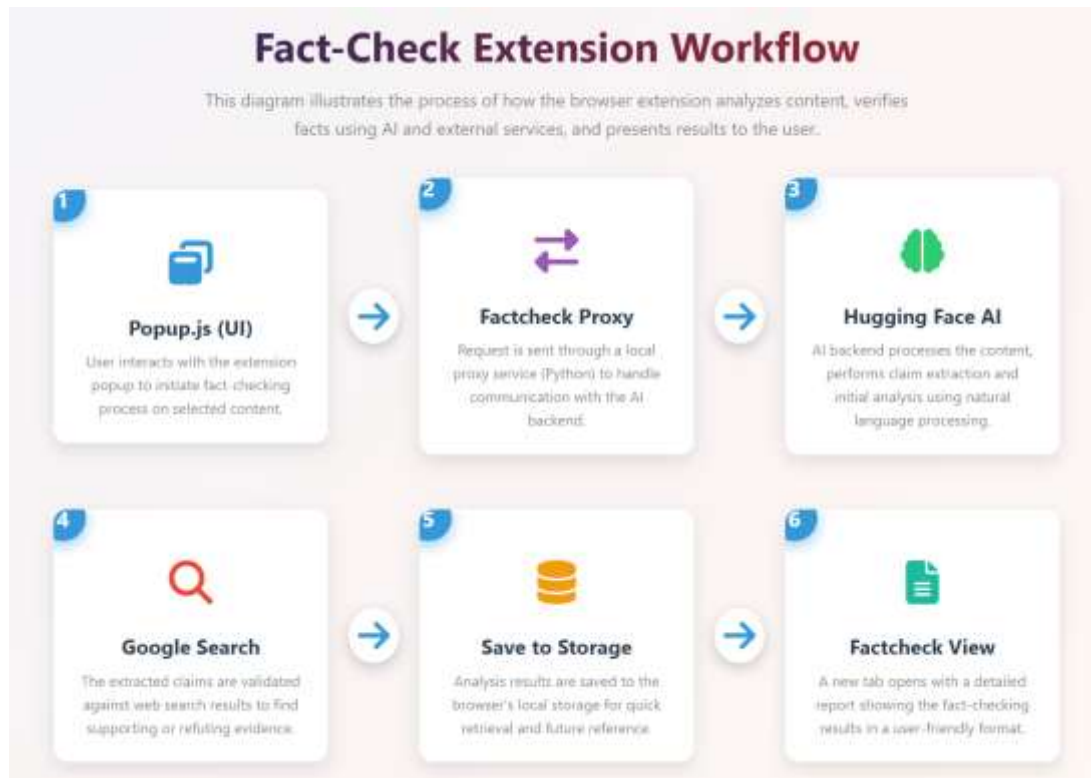 Fact-Check Extension Workflow
This diagram illustrates the process of how the browser extension analyzes content, verifies
facts using AI and external services, and presents results to the user.
1
Popup.js (UI)
User interacts with the extension
popup to initiate fact-checking
process on selected content.
2
Factcheck Proxy
Request is sent through a local
proxy service (Python) to handle
communication with the AI
backend.
3
Hugging Face AI
AI backend processes the content,
performs claim extraction and
initial analysis using natural
language processing.
4
Google Search
The extracted claims are validated
against web search results to find
supporting or refuting evidence.
5
Save to Storage
Analysis results are saved to the
browser's local storage for quick
retrieval and future reference.
6
Factcheck View
A new tab opens with a detailed
report showing the fact-checking
results in a user-friendly format.